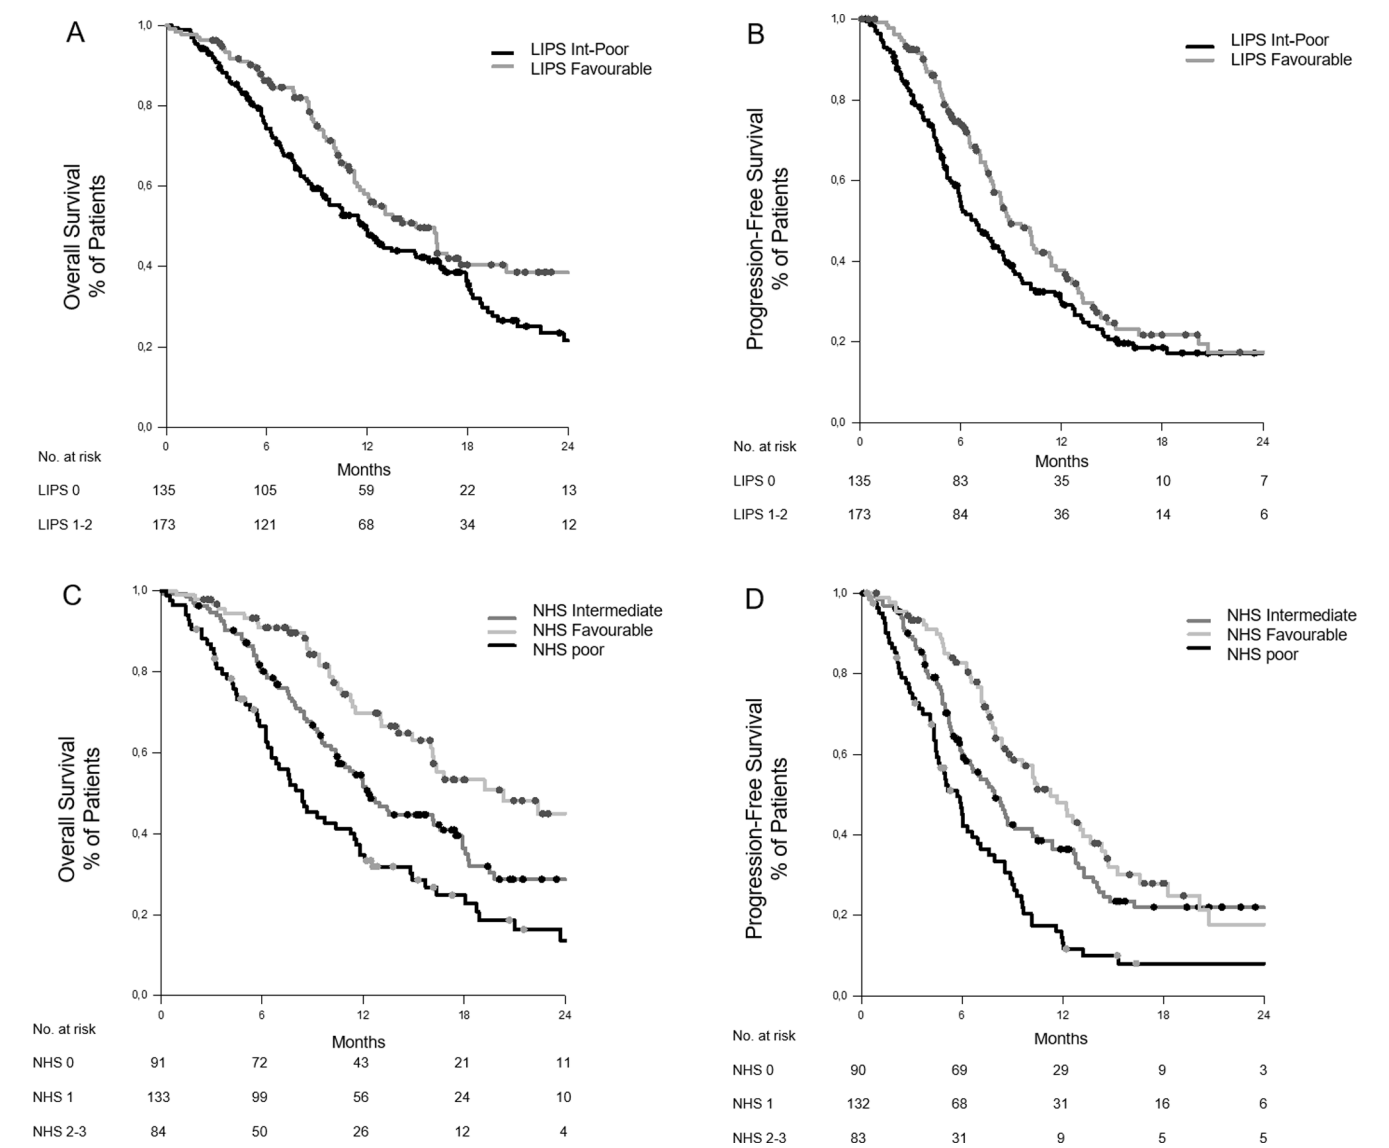 A
Overall Survival
% of Patients
1,0
0,8
0,6
0,4
0,2
0,0
LIPS Int-Poor
LIPS Favourable
0 6 12 18 24
Months
No. at risk
LIPS 0 135 105 59 22 13
LIPS 1-2 173 121 68 34 12
B
Progression-Free Survival
% of Patients
1,0
0,8
0,6
0,4
0,2
0,0
LIPS Int-Poor
LIPS Favourable
0 6 12 18 24
Months
No. at risk
LIPS 0 135 83 35 10 7
LIPS 1-2 173 84 36 14 6
C
Overall Survival
% of Patients
1,0
0,8
0,6
0,4
0,2
0,0
NHS Intermediate
NHS Favourable
NHS poor
0 6 12 18 24
Months
No. at risk
NHS 0 91 72 43 21 11
NHS 1 133 99 56 24 10
NHS 2-3 84 50 26 12 4
D
Progression-Free Survival
% of Patients
1,0
0,8
0,6
0,4
0,2
0,0
NHS Intermediate
NHS Favourable
NHS poor
0 6 12 18 24
Months
No. at risk
NHS 0 90 69 29 9 3
NHS 1 132 68 31 16 6
NHS 2-3 83 31 9 5 5